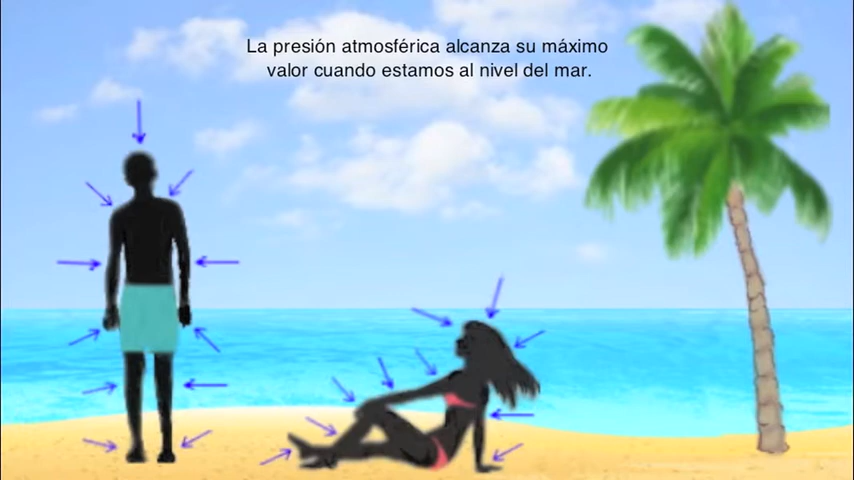 La presión atmosférica alcanza su máximo
valor cuando estamos al nivel del mar.